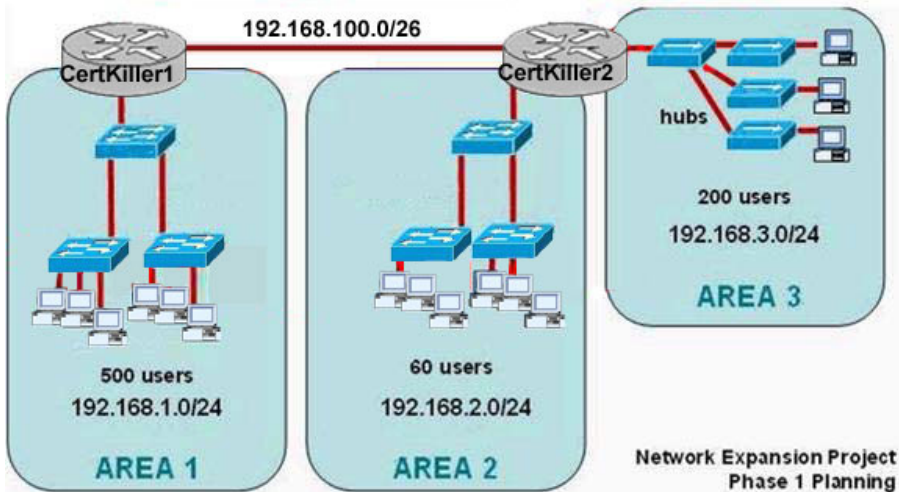 192.168.100.0/26
CertKiller1
CertKiller2
hubs
200 users
192.168.3.0/24
AREA 3
500 users
192.168.1.0/24
AREA 1
60 users
192.168.2.0/24
AREA 2
Network Expansion Project
Phase 1 Planning